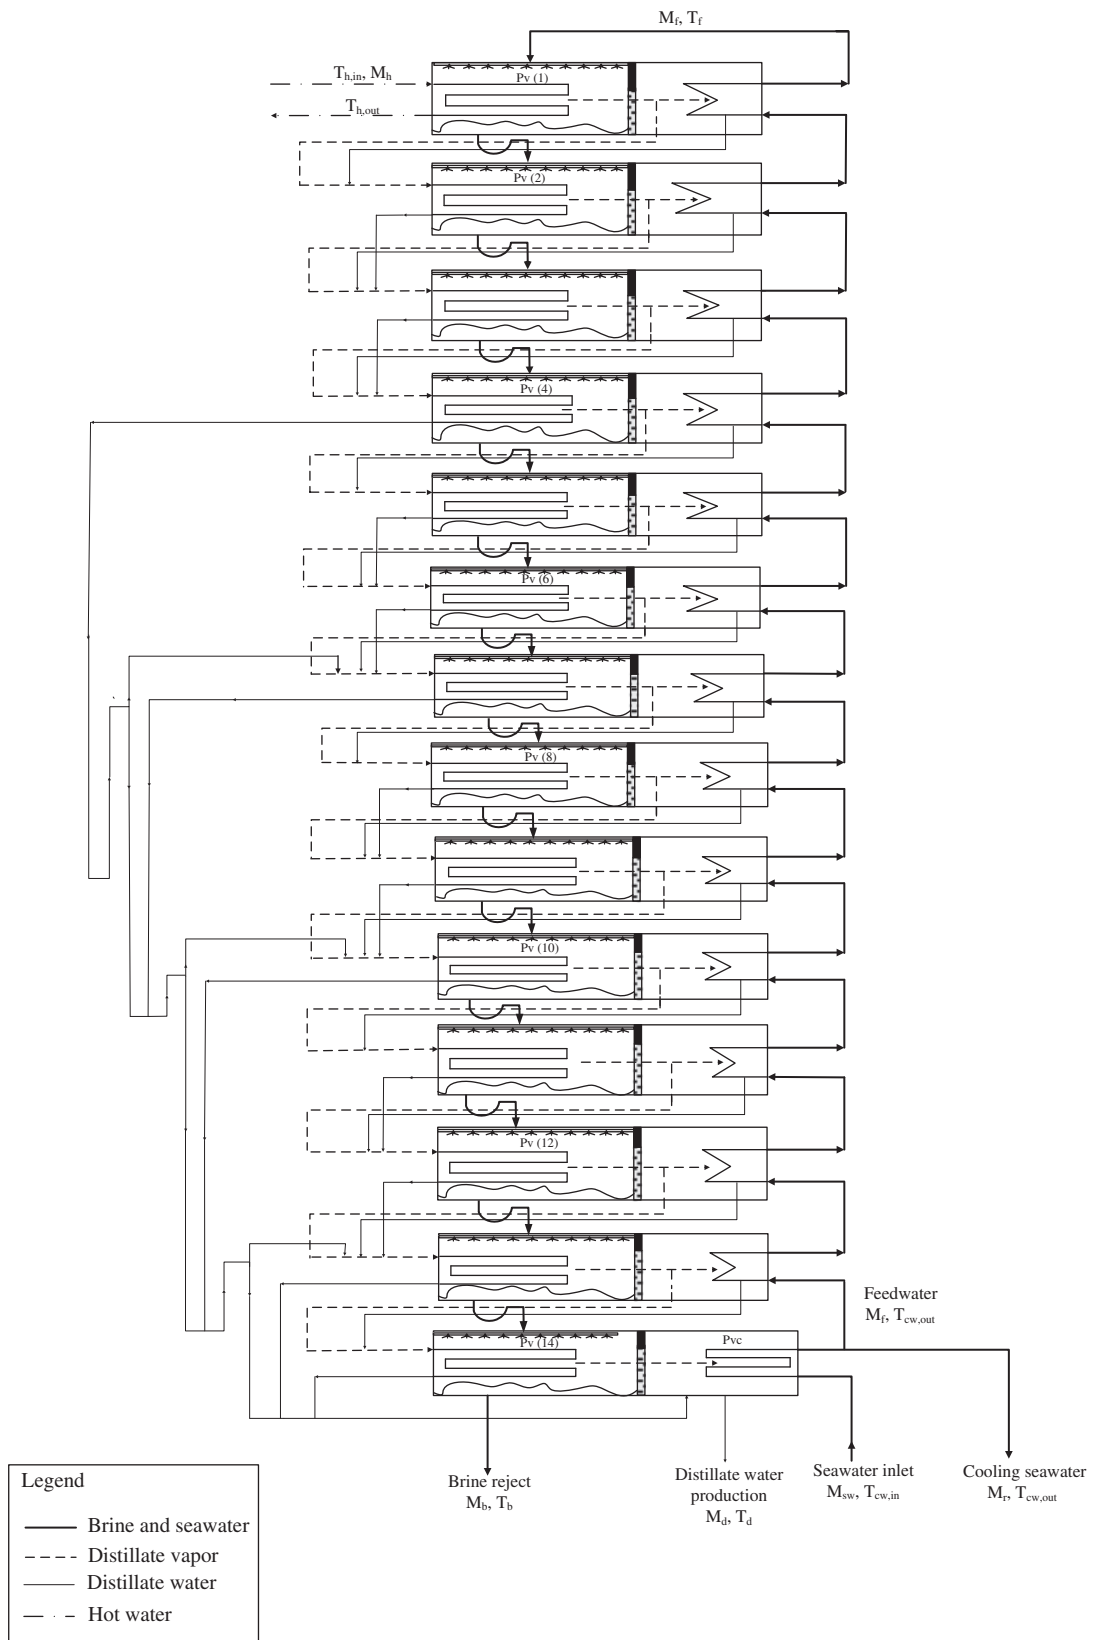 M_f, T_f
Pv (1)
T_h,in, M_h
T_h,out
Pv (2)
Pv (4)
Pv (6)
Pv (8)
Pv (10)
Pv (12)
Feedwater
M_f, T_cw,out
Pv (14)
Pvc
Brine reject
M_b, T_b
Distillate water
production
M_d, T_d
Seawater inlet
M_sw, T_cw,in
Cooling seawater
M_r, T_cw,out
Legend
Brine and seawater
Distillate vapor
Distillate water
Hot water